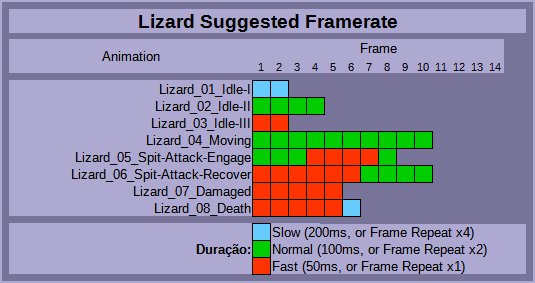 Lizard Suggested Framerate
Animation
Frame
1 2 3 4 5 6 7 8 9 10 11 12 13 14
Lizard_01_Idle-I
Lizard_02_Idle-II
Lizard_03_Idle-III
Lizard_04_Moving
Lizard_05_Spit-Attack-Engage
Lizard_06_Spit-Attack-Recover
Lizard_07_Damaged
Lizard_08_Death
Slow (200ms, or Frame Repeat x4)
Duração: Normal (100ms, or Frame Repeat x2)
Fast (50ms, or Frame Repeat x1)